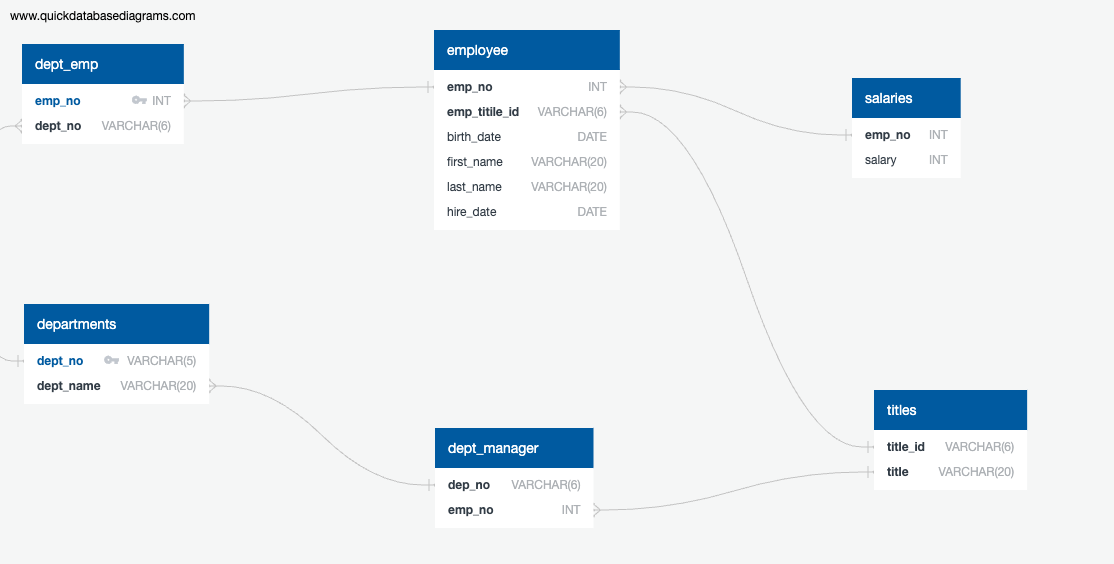 www.quickdatabasediagrams.com
dept_emp
emp_no INT
dept_no VARCHAR(6)
employee
emp_no INT
emp_titile_id VARCHAR(6)
birth_date DATE
first_name VARCHAR(20)
last_name VARCHAR(20)
hire_date DATE
salaries
emp_no INT
salary INT
departments
dept_no VARCHAR(5)
dept_name VARCHAR(20)
dept_manager
dep_no VARCHAR(6)
emp_no INT
titles
title_id VARCHAR(6)
title VARCHAR(20)